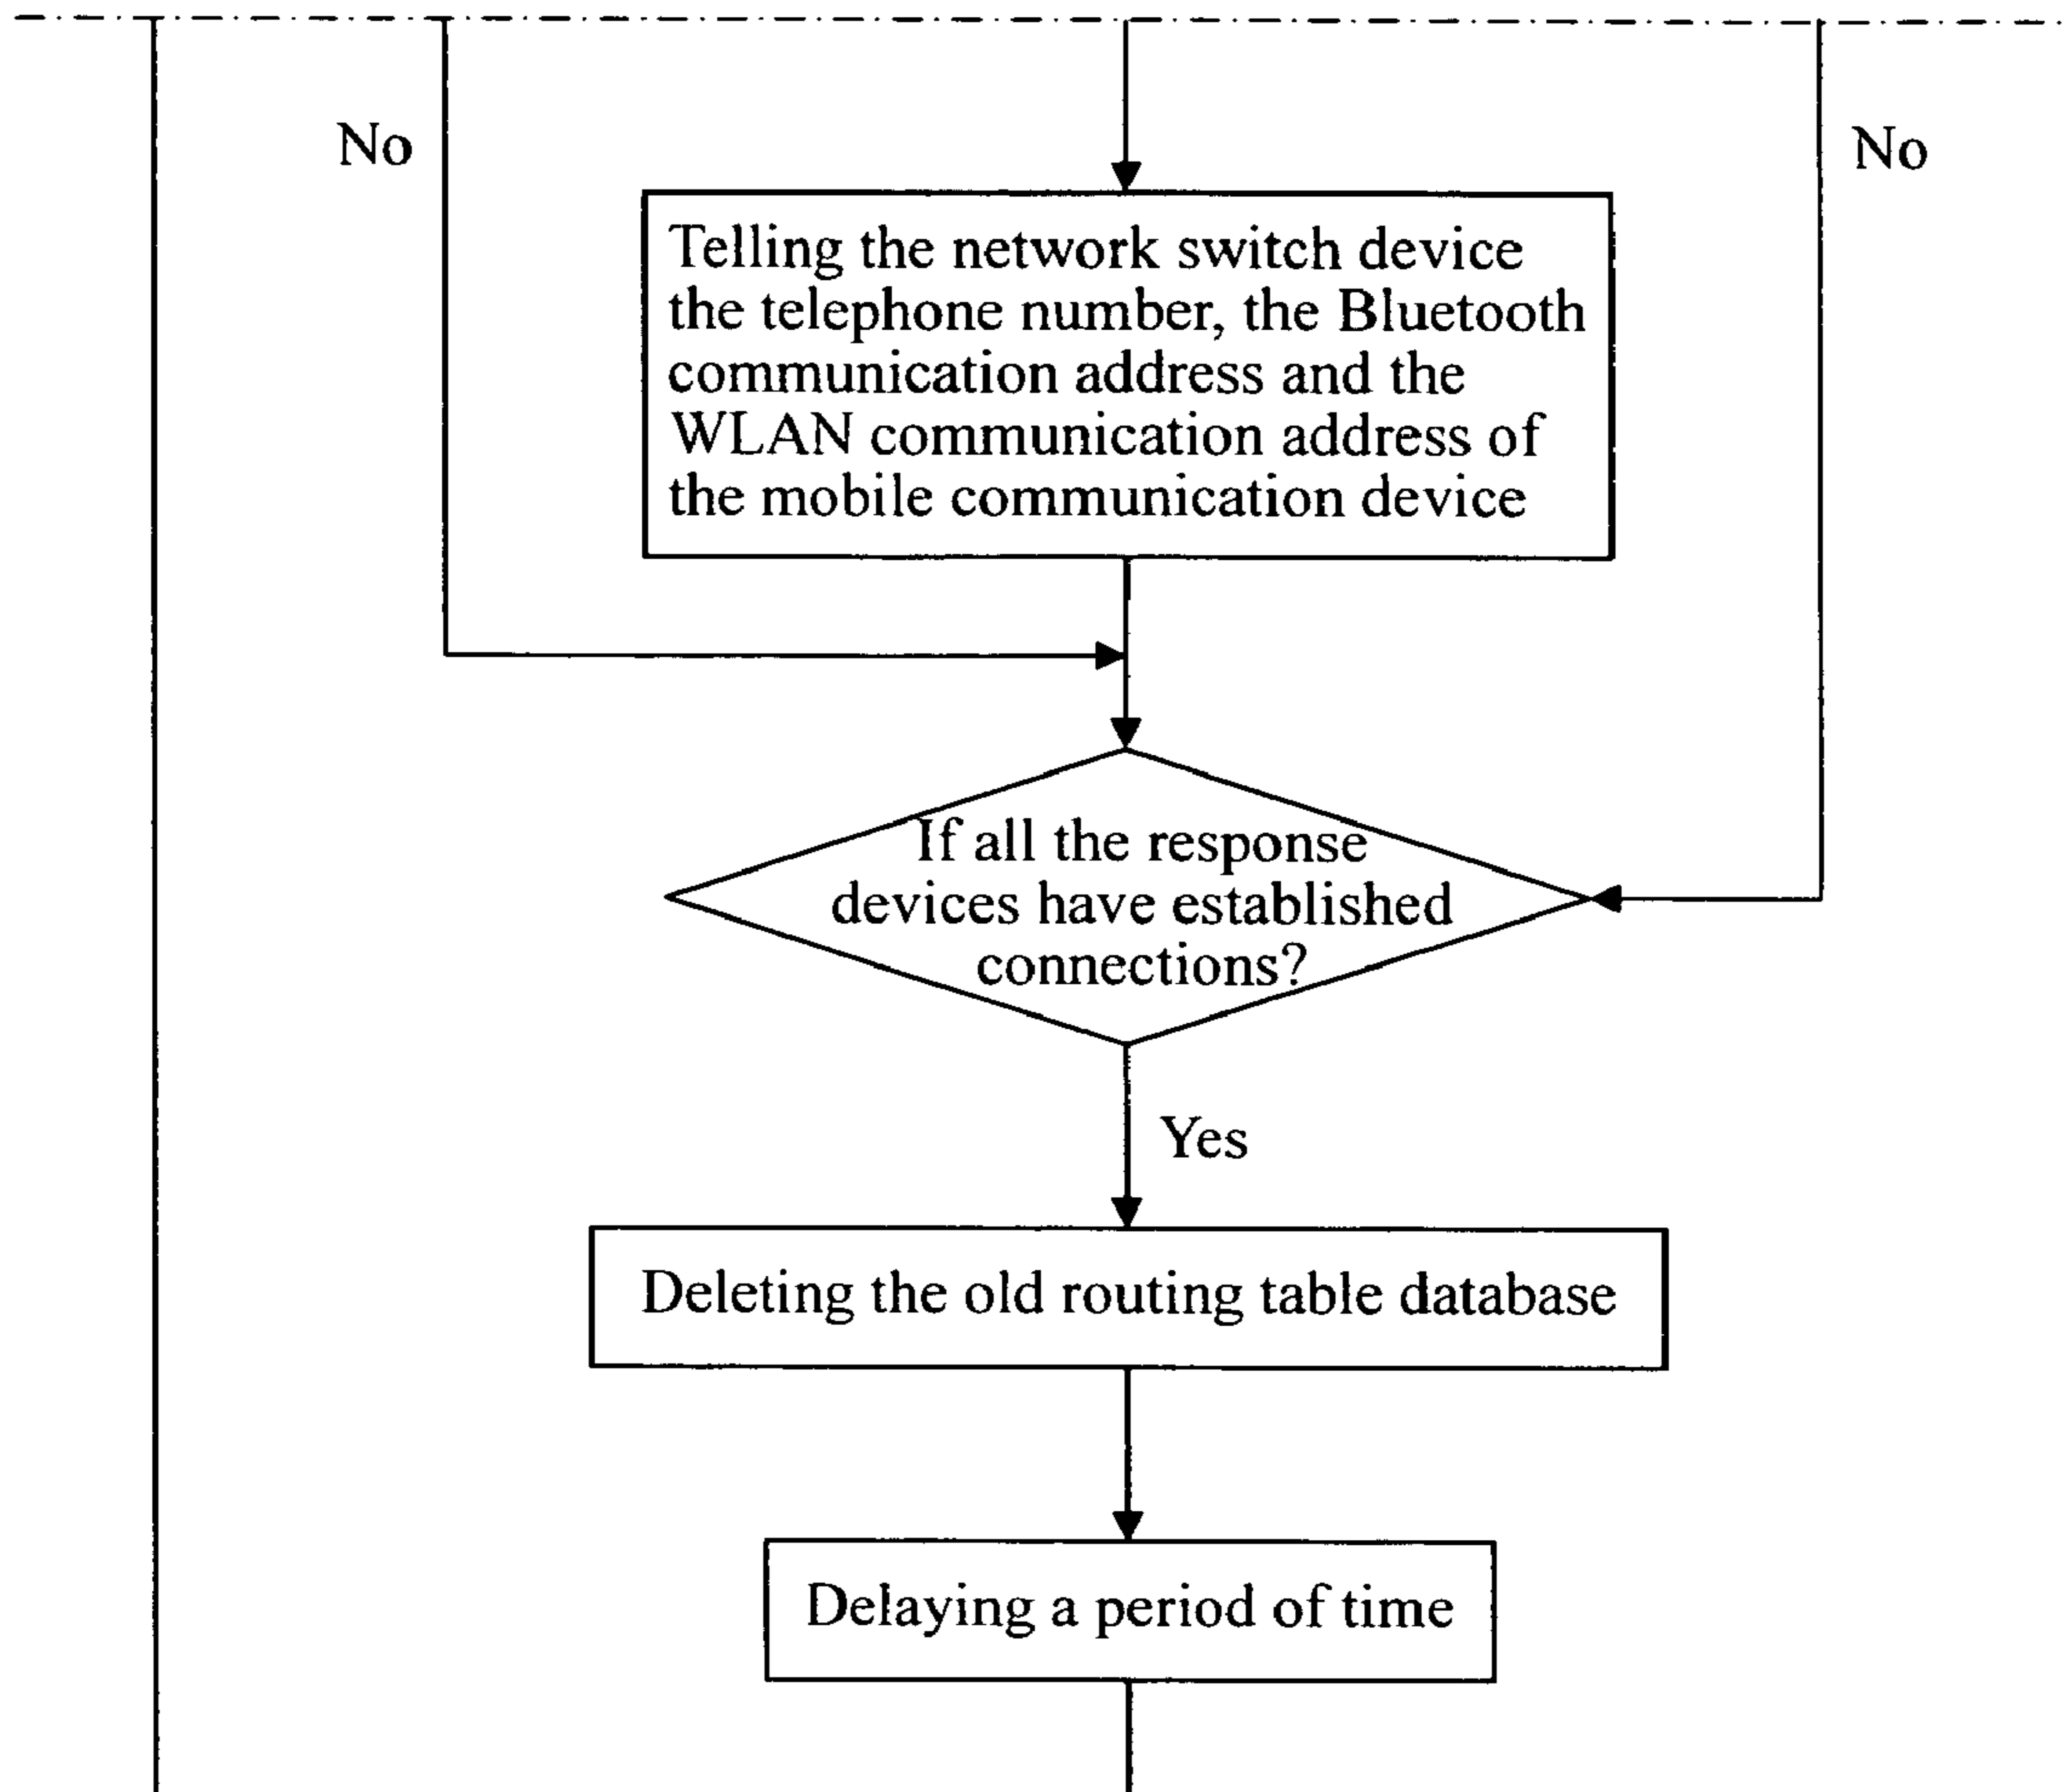 No
No
Telling the network switch device
the telephone number, the Bluetooth
communication address and the
WLAN communication address of
the mobile communication device
If all the response
devices have established
connections?
Yes
Deleting the old routing table database
Delaying a period of time